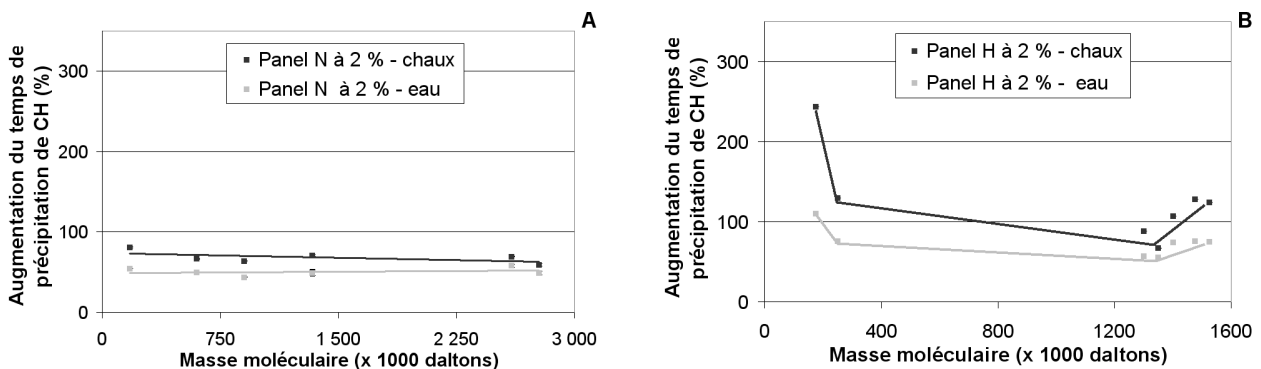 A
Augmentation du temps de
précipitation de CH (%)
300
200
100
0
Panel N à 2 % - chaux
Panel N à 2 % - eau
0 750 1 500 2 250 3 000
Masse moléculaire (x 1000 daltons)
B
Augmentation du temps de
précipitation de CH (%)
300
200
100
0
Panel H à 2 % - chaux
Panel H à 2 % - eau
0 400 800 1200 1600
Masse moléculaire (x 1000 daltons)